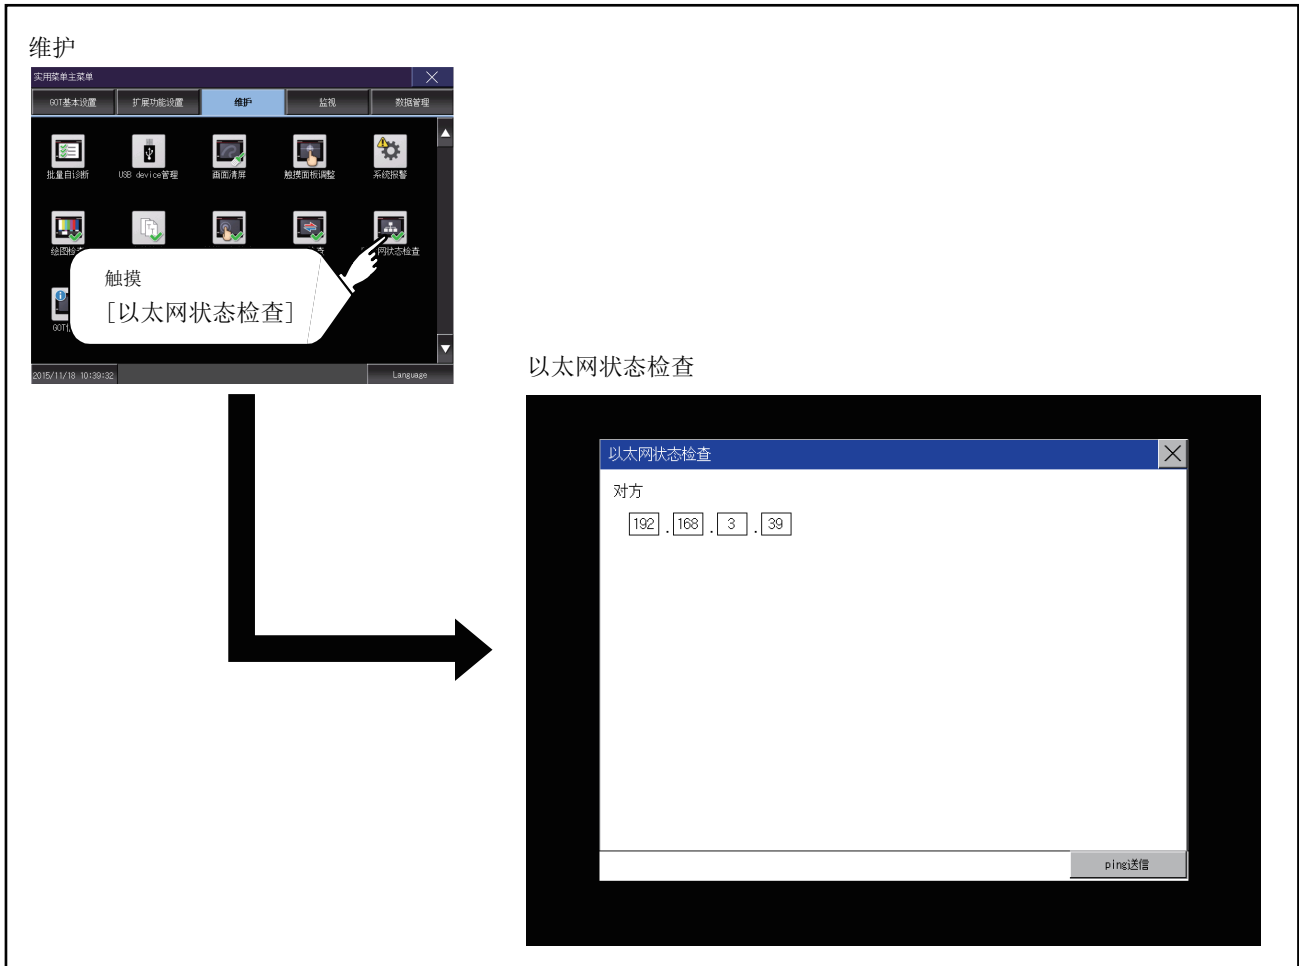 维护
实用菜单主菜单
GOT基本设置 扩展功能设置 维护 监视 数据管理
批量自诊断 USB device管理 画面清屏 触摸面板调整 系统报警
绘图检查 网状态检查
触摸
[以太网状态检查]
2015/11/18 10:39:32 Language
以太网状态检查
以太网状态检查
对方
192 . 168 . 3 . 39
ping送信